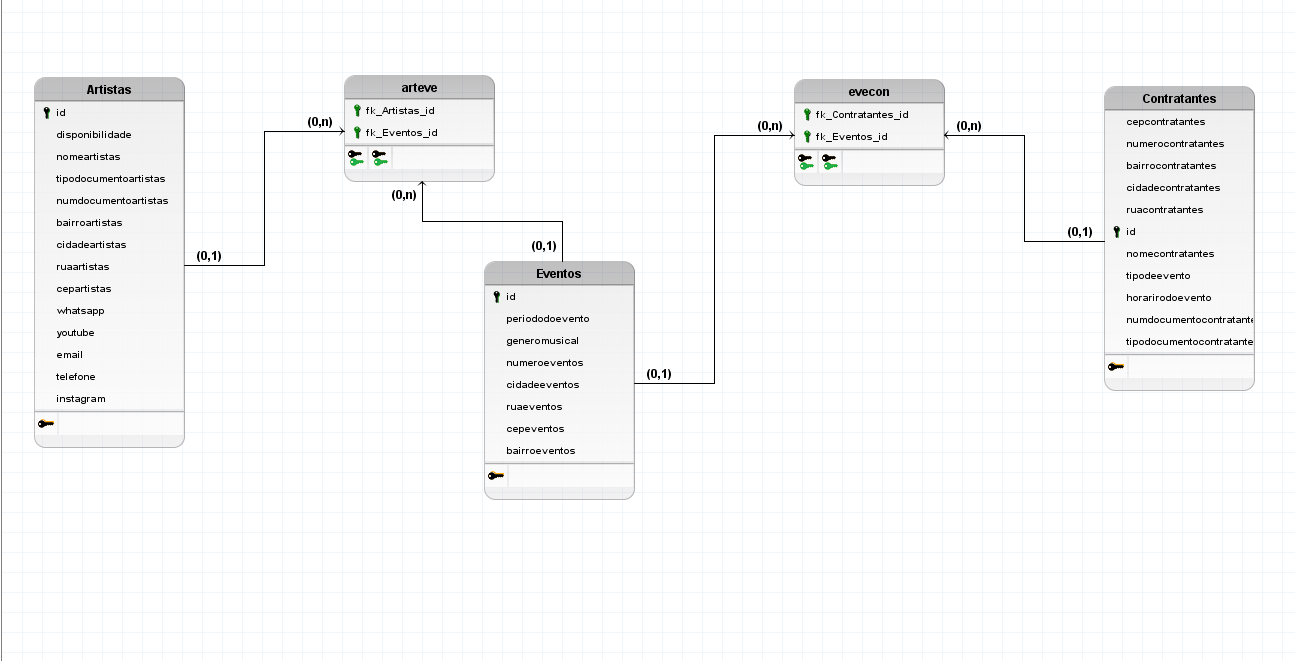 Artistas
id
disponibilidade
nomeartistas
tipodocumentoartistas
numdocumentoartistas
bairroartistas
cidadeartistas
ruaartistas
cepartistas
whatsapp
youtube
email
telefone
instagram
(0,1)
(0,n)
arteve
fk_Artistas_id
fk_Eventos_id
(0,n)
(0,1)
Eventos
id
periododoevento
generomusical
numeroeventos
cidadeeventos
ruaeventos
cepeventos
bairroeventos
(0,1)
(0,n)
evecon
fk_Contratantes_id
fk_Eventos_id
(0,n)
(0,1)
Contratantes
cepcontratantes
numerocontratantes
bairrocontratantes
cidadecontratantes
ruacontratantes
id
nomecontratantes
tipodeevento
horarirodoevento
numdocumentocontratante
tipodocumentocontratante